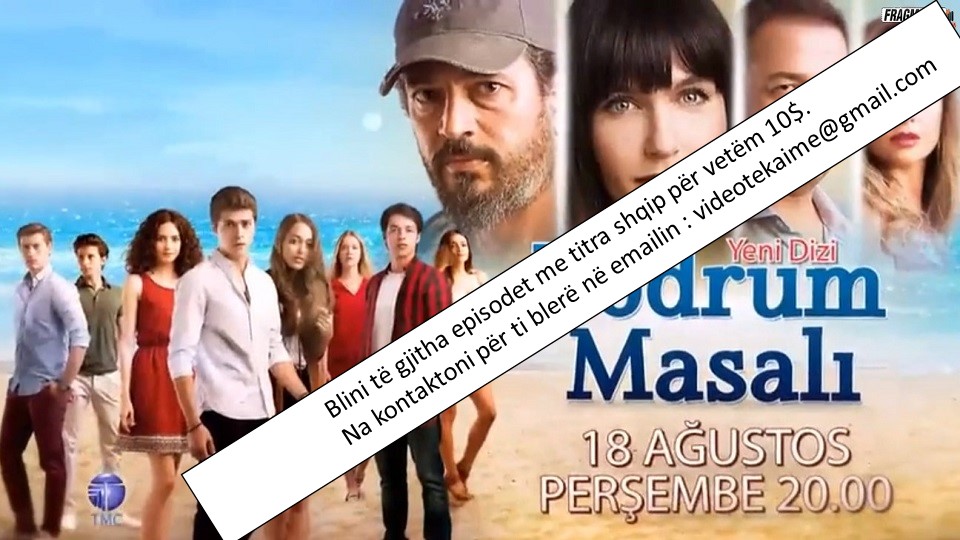 Yeni Dizi
Masalı
18 AĞUSTOS
PERŞEMBE 20.00
Blini të gjitha episodet me titra shqip për vetëm 10$.
Na kontaktoni për ti blerë në emailin : videotekaime@gmail.com
TMC